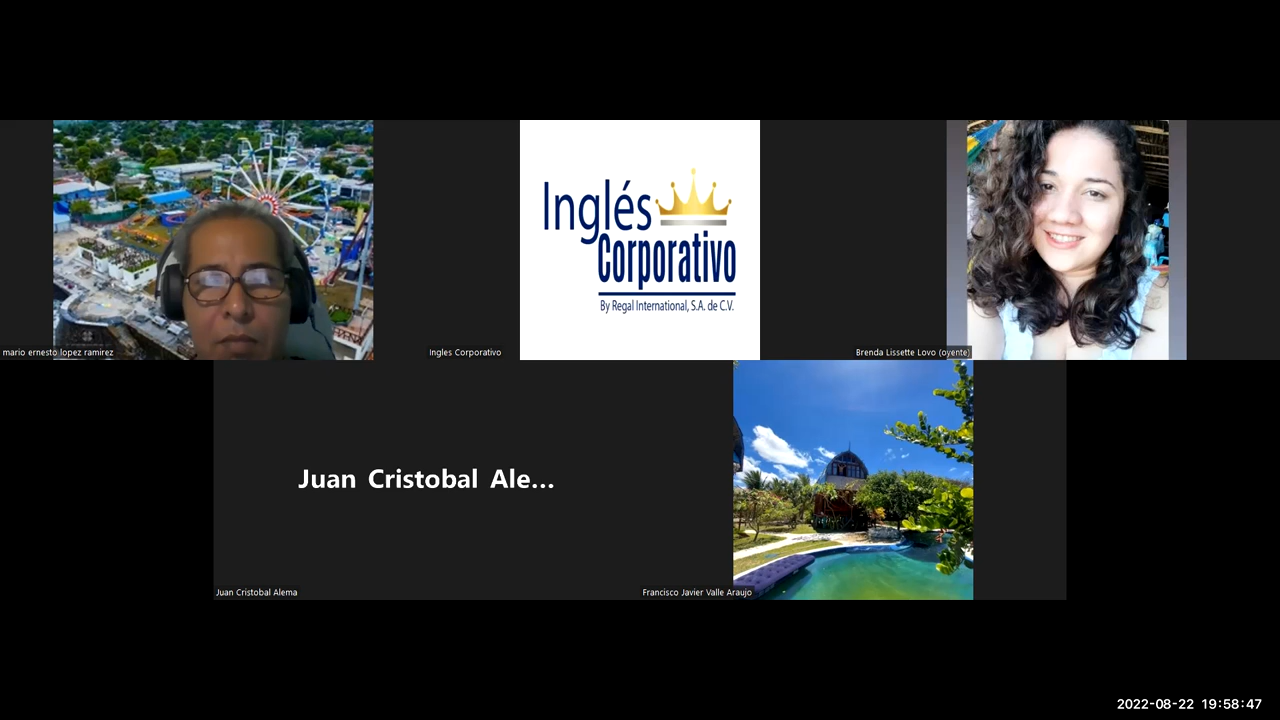 Inglés
Corporativo
By Regal International, S.A. de C.V.
mario ernesto lopez ramirez
Ingles Corporativo
Brenda Lissette Lovo (oyente)
Juan Cristobal Ale...
Juan Cristobal Alema
Francisco Javier Valle Araujo
2022-08-22 19:58:47